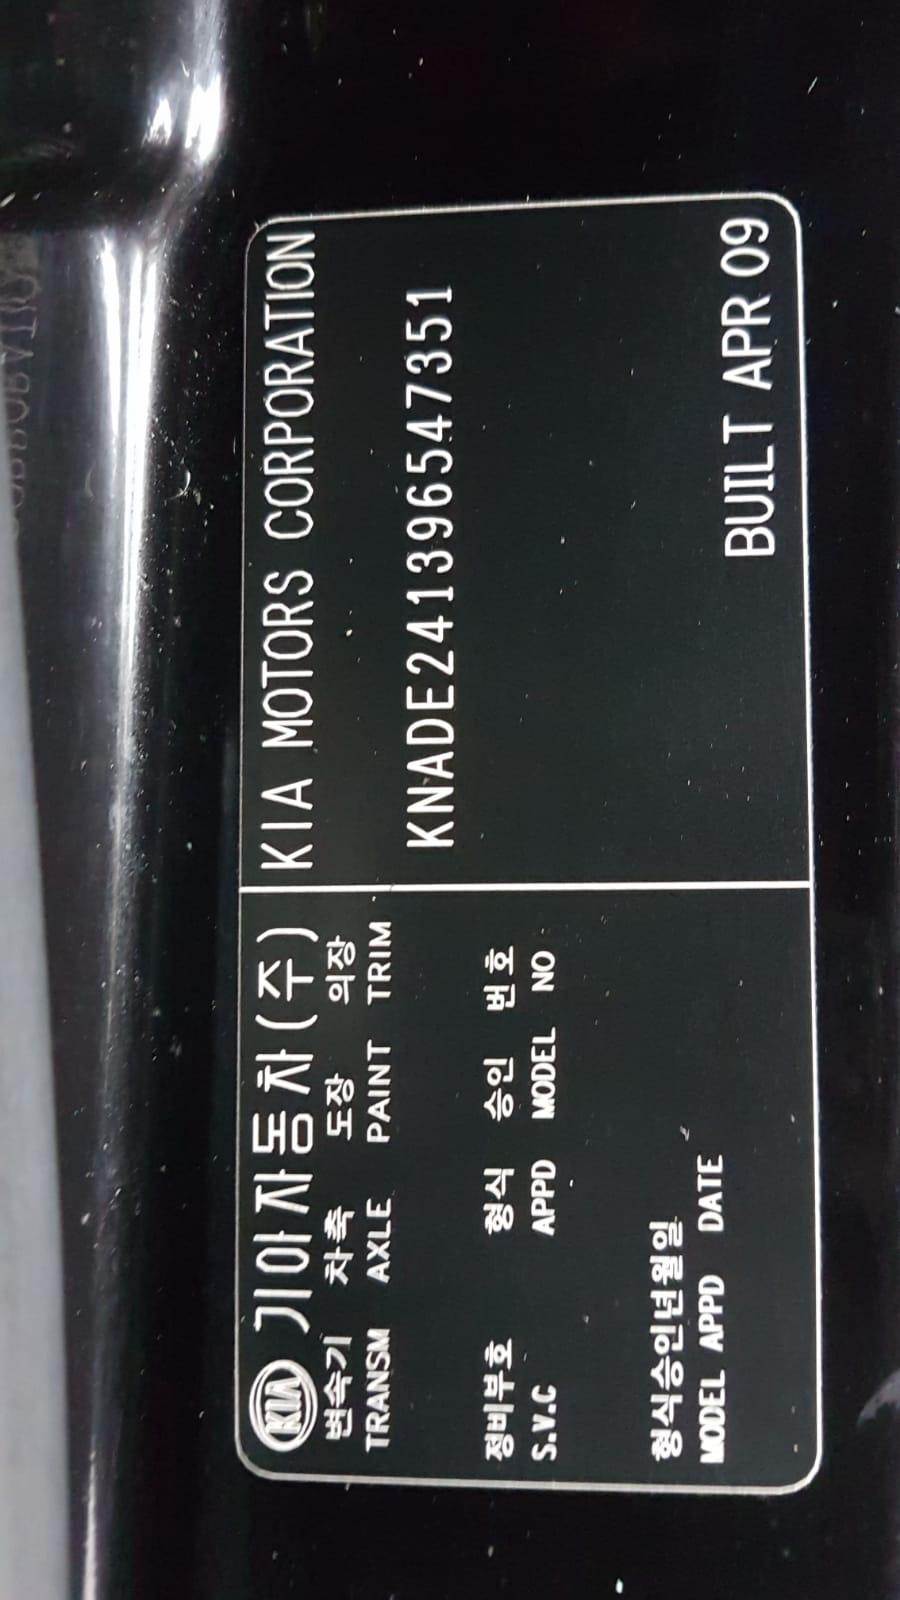 KIA 기아자동차(주)
변속기 차축 도장 의장
TRANSM AXLE PAINT TRIM
정비부호 형식 승인 번호
S.V.C APPD MODEL NO
형식승인년월일
MODEL APPD DATE
KIA MOTORS CORPORATION
KNADE241396547351
BUILT APR 09